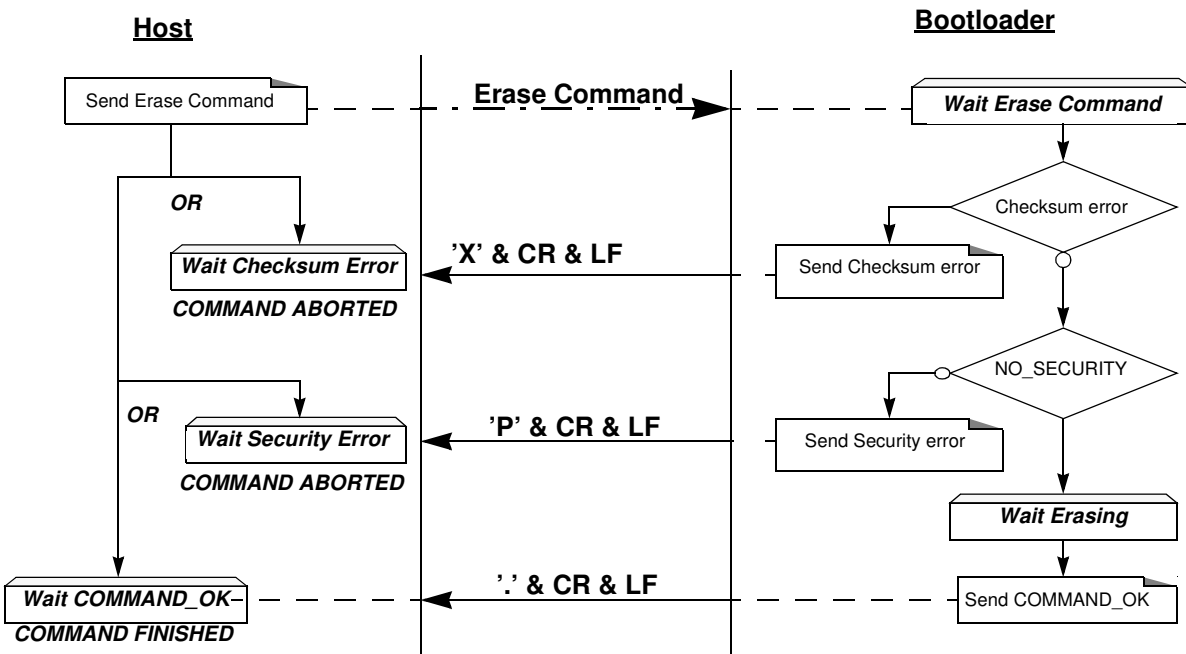 Host
Bootloader
Send Erase Command
Erase Command
Wait Erase Command
OR
Checksum error
Wait Checksum Error
'X' & CR & LF
Send Checksum error
COMMAND ABORTED
NO_SECURITY
OR
Wait Security Error
'P' & CR & LF
Send Security error
COMMAND ABORTED
Wait Erasing
Wait COMMAND_OK
'.' & CR & LF
Send COMMAND_OK
COMMAND FINISHED